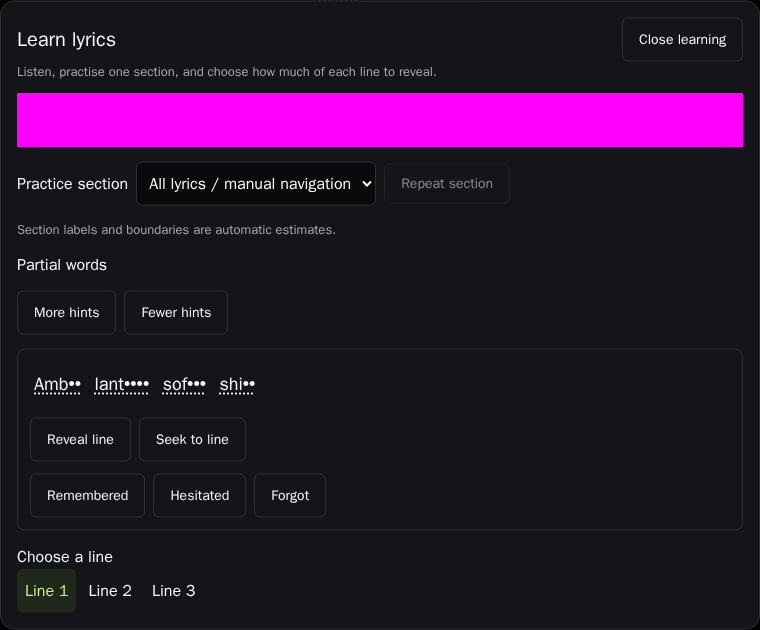 Learn lyrics
Close learning
Listen, practise one section, and choose how much of each line to reveal.
Practice section
All lyrics / manual navigation
Repeat section
Section labels and boundaries are automatic estimates.
Partial words
More hints
Fewer hints
Amb•• lant•••• sof••• shi••
Reveal line
Seek to line
Remembered
Hesitated
Forgot
Choose a line
Line 1
Line 2
Line 3